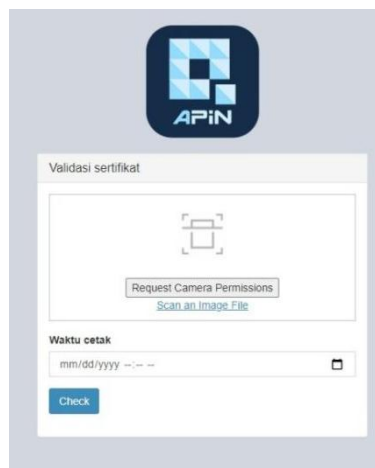 APiN
Validasi sertifikat
Request Camera Permissions
Scan an Image File
Waktu cetak
mm/dd/yyyy --:-- --
Check